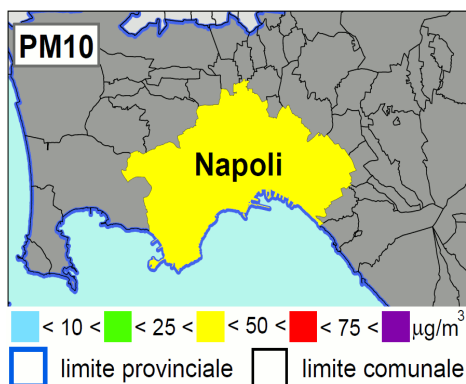 PM10
Napoli
< 10 < < 25 < < 50 < < 75 < µg/m³
limite provinciale limite comunale